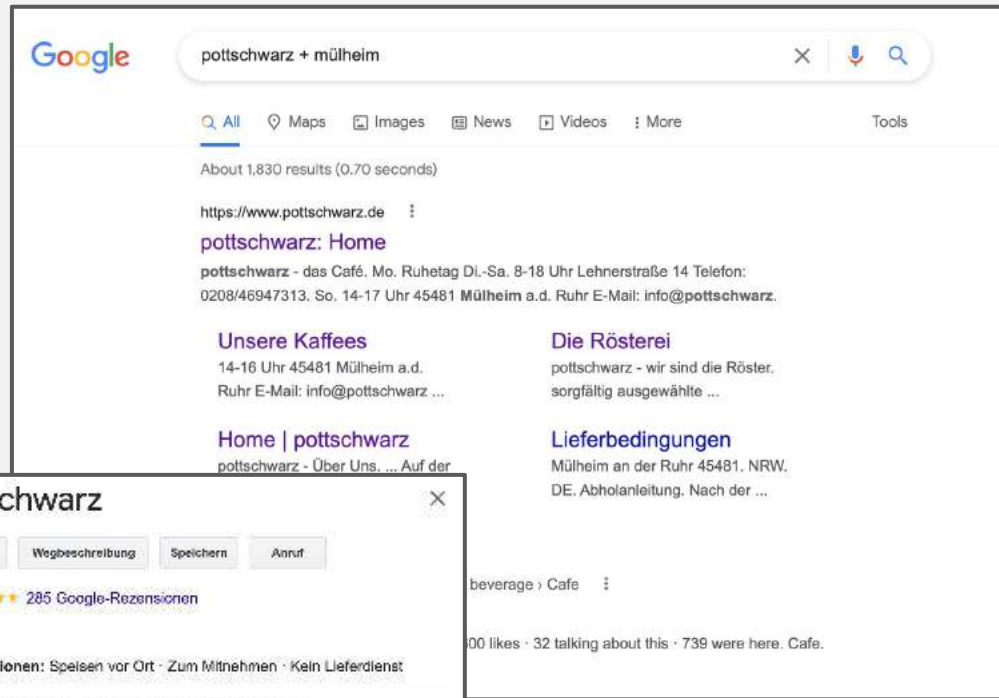 Google
pottschwarz + mülheim
All Maps Images News Videos More Tools
About 1,830 results (0.70 seconds)
https://www.pottschwarz.de
pottschwarz: Home
pottschwarz - das Café. Mo. Ruhetag Di.-Sa. 8-18 Uhr Lehnerstraße 14 Telefon:
0208/46947313. So. 14-17 Uhr 45481 Mülheim a.d. Ruhr E-Mail: info@pottschwarz.
Unsere Kaffees
14-16 Uhr 45481 Mülheim a.d.
Ruhr E-Mail: info@pottschwarz ...
Die Rösterei
pottschwarz - wir sind die Röster.
sorgfältig ausgewählte ...
Home | pottschwarz
pottschwarz - Über Uns. ... Auf der
Lieferbedingungen
Mülheim an der Ruhr 45481. NRW.
DE. Abholanleitung. Nach der ...
beverage › Cafe
00 likes · 32 talking about this · 739 were here. Cafe.
chwarz
Wegbeschreibung Speichern Anruf
285 Google-Rezensionen
ionen: Speisen vor Ort · Zum Mitnehmen · Kein Lieferdienst